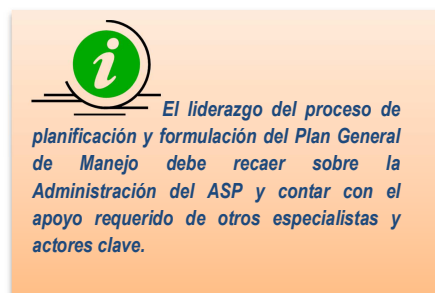 El liderazgo del proceso de
planificación y formulación del Plan General
de Manejo debe recaer sobre la
Administración del ASP y contar con el
apoyo requerido de otros especialistas y
actores clave.